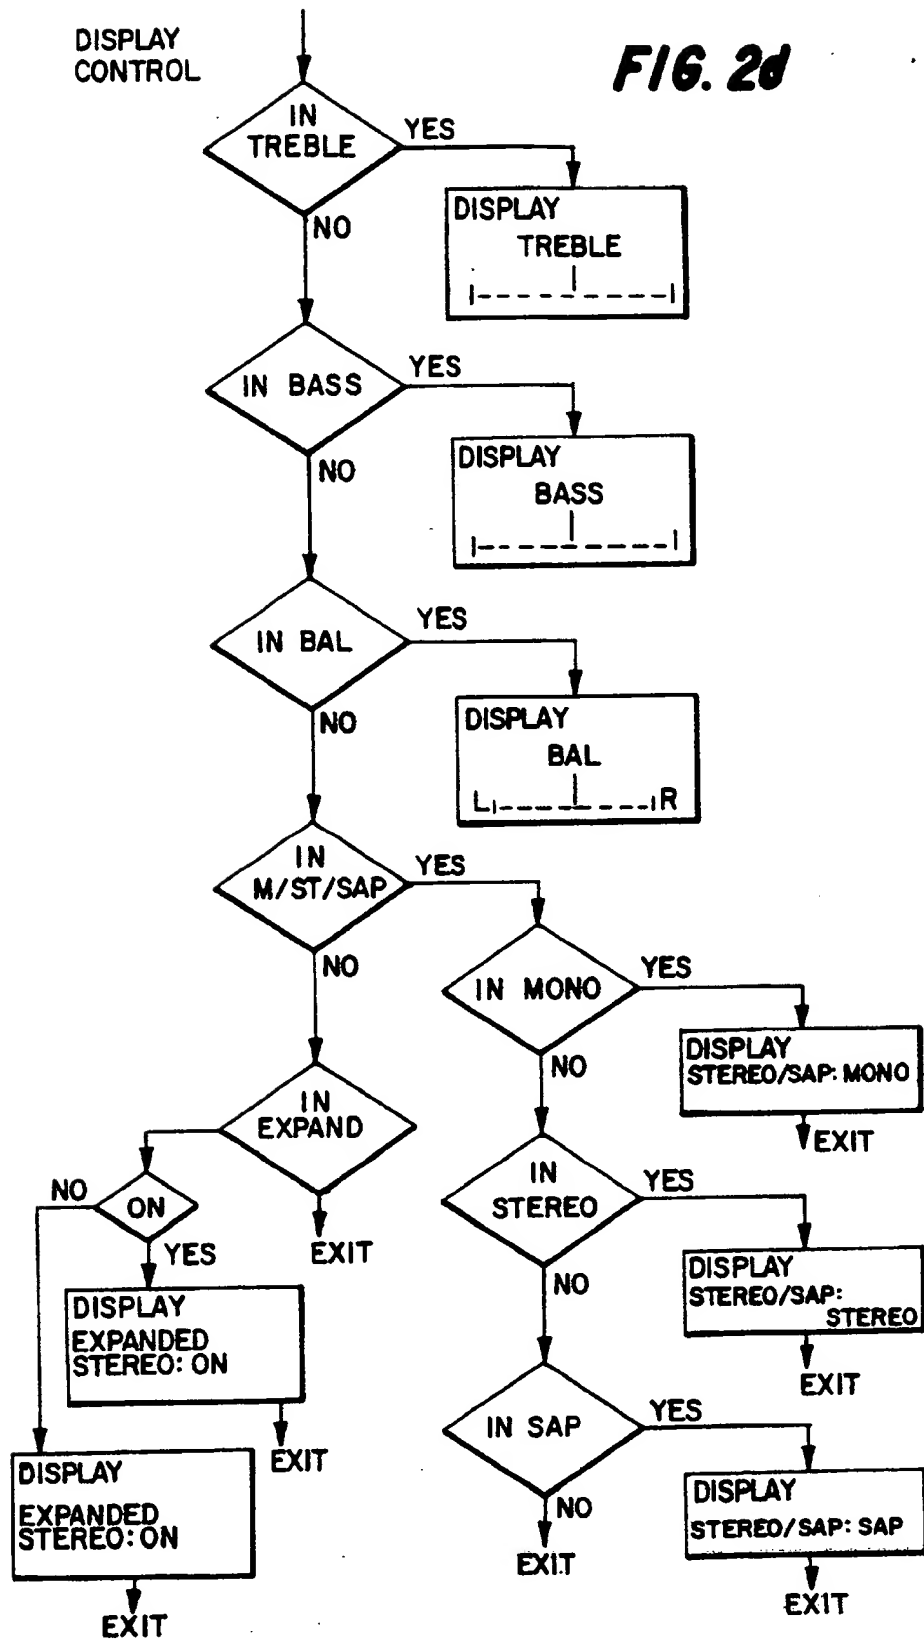 DISPLAY
CONTROL
FIG. 2d
IN
TREBLE
YES
NO
DISPLAY
TREBLE
IN BASS
YES
NO
DISPLAY
BASS
IN BAL
YES
NO
DISPLAY
BAL
L R
IN
M/ST/SAP
YES
NO
IN MONO
YES
NO
DISPLAY
STEREO/SAP: MONO
EXIT
IN
EXPAND
EXIT
NO
ON
YES
DISPLAY
EXPANDED
STEREO: ON
EXIT
DISPLAY
EXPANDED
STEREO: ON
EXIT
IN
STEREO
YES
NO
DISPLAY
STEREO/SAP:
STEREO
EXIT
IN SAP
YES
NO
EXIT
DISPLAY
STEREO/SAP: SAP
EXIT